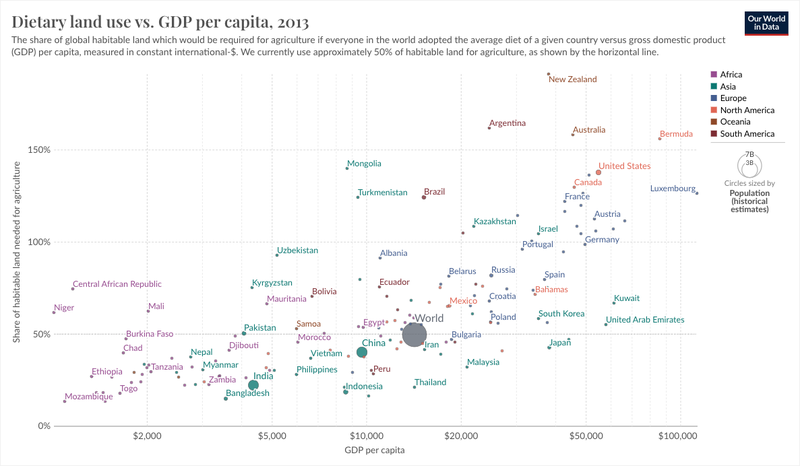 Dietary land use vs. GDP per capita, 2013
Our World
in Data
The share of global habitable land which would be required for agriculture if everyone in the world adopted the average diet of a given country versus gross domestic product
(GDP) per capita, measured in constant international-$. We currently use approximately 50% of habitable land for agriculture, as shown by the horizontal line.
New Zealand
Argentina
Australia
Bermuda
150%
Mongolia
United States
Canada
Turkmenistan
Brazil
France
Luxembourg
Kazakhstan
Israel
Austria
100%
Portugal
Germany
Uzbekistan
Albania
Belarus
Russia
Spain
Central African Republic
Kyrgyzstan
Ecuador
Bolivia
Bahamas
Niger
Mali
Mauritania
Mexico
Croatia
Kuwait
Samoa
Egypt
World
Poland
South Korea
United Arab Emirates
50%
Burkina Faso
Pakistan
Morocco
Bulgaria
Chad
Nepal
Djibouti
Vietnam
China
Iran
Japan
Ethiopia
Tanzania
Myanmar
Philippines
Peru
Malaysia
Togo
Zambia
India
Indonesia
Thailand
Mozambique
Bangladesh
0%
$2,000
$5,000
$10,000
$20,000
$50,000
$100,000
GDP per capita
Share of habitable land needed for agriculture
Africa
Asia
Europe
North America
Oceania
South America
7B
3B
Circles sized by
Population
(historical
estimates)